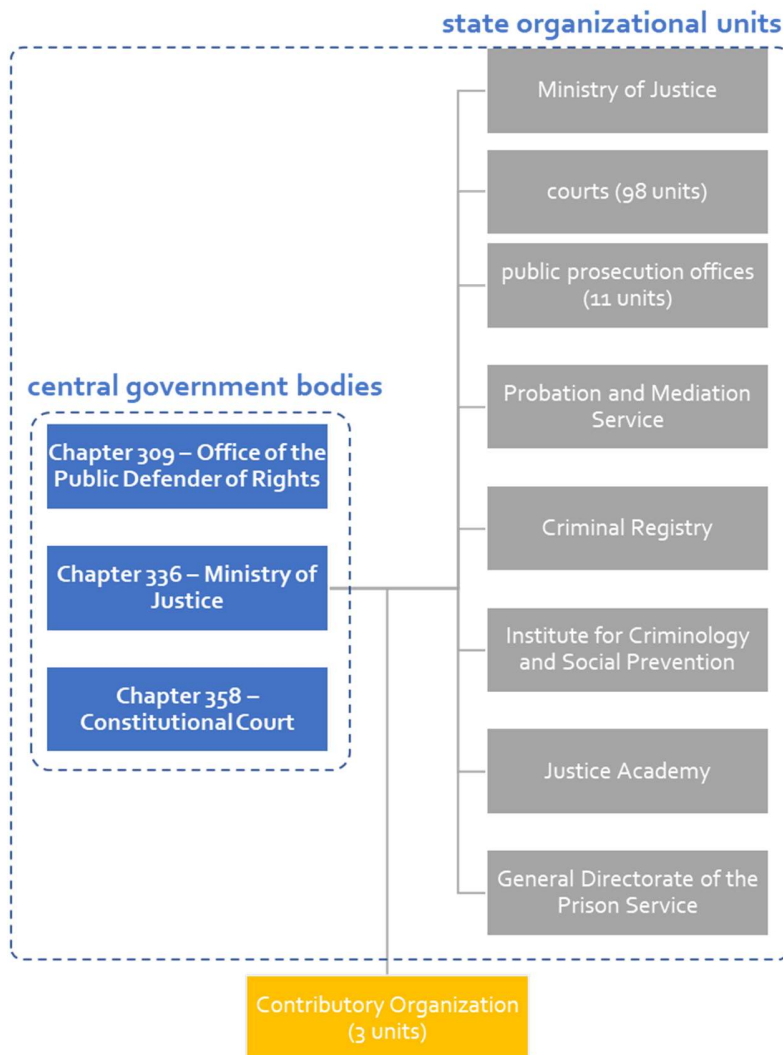 state organizational units
Ministry of Justice
courts (98 units)
public prosecution offices
(11 units)
central government bodies
Chapter 309 – Office of the
Public Defender of Rights
Chapter 336 – Ministry of
Justice
Chapter 358 –
Constitutional Court
Probation and Mediation
Service
Criminal Registry
Institute for Criminology
and Social Prevention
Justice Academy
General Directorate of the
Prison Service
Contributory Organization
(3 units)